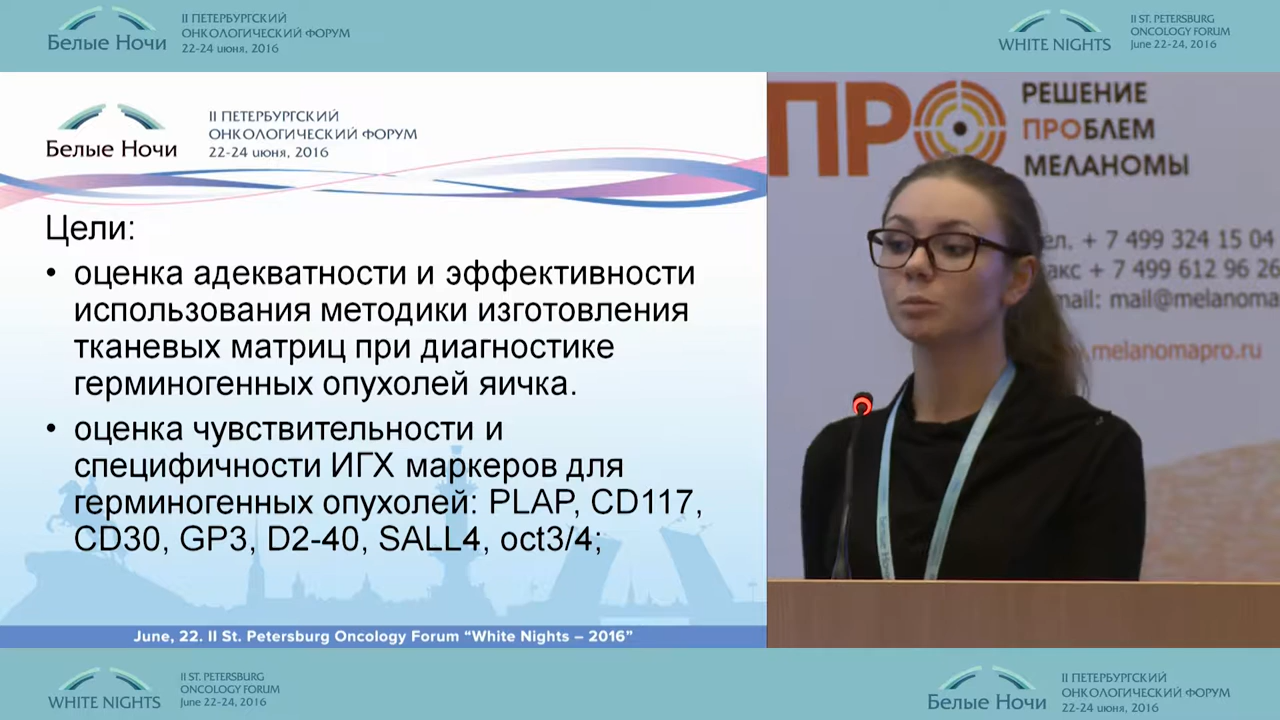 Белые Ночи
II ПЕТЕРБУРГСКИЙ
ОНКОЛОГИЧЕСКИЙ ФОРУМ
22-24 июня, 2016
WHITE NIGHTS
II ST. PETERSBURG
ONCOLOGY FORUM
June 22-24, 2016
Белые Ночи
II ПЕТЕРБУРГСКИЙ
ОНКОЛОГИЧЕСКИЙ ФОРУМ
22-24 июня, 2016
Цели:
• оценка адекватности и эффективности
использования методики изготовления
тканевых матриц при диагностике
герминогенных опухолей яичка.
• оценка чувствительности и
специфичности ИГХ маркеров для
герминогенных опухолей: PLAP, CD117,
CD30, GP3, D2-40, SALL4, oct3/4;
June, 22. II St. Petersburg Oncology Forum “White Nights – 2016”
ПРО
РЕШЕНИЕ
ПРОБЛЕМ
МЕЛАНОМЫ
ел. + 7 499 324 15 04
акс + 7 499 612 96 26
mail: mail@melanoma
melanomapro.ru
WHITE NIGHTS
II ST. PETERSBURG
ONCOLOGY FORUM
June 22-24, 2016
Белые Ночи
II ПЕТЕРБУРГСКИЙ
ОНКОЛОГИЧЕСКИЙ ФОРУМ
22-24 июня, 2016